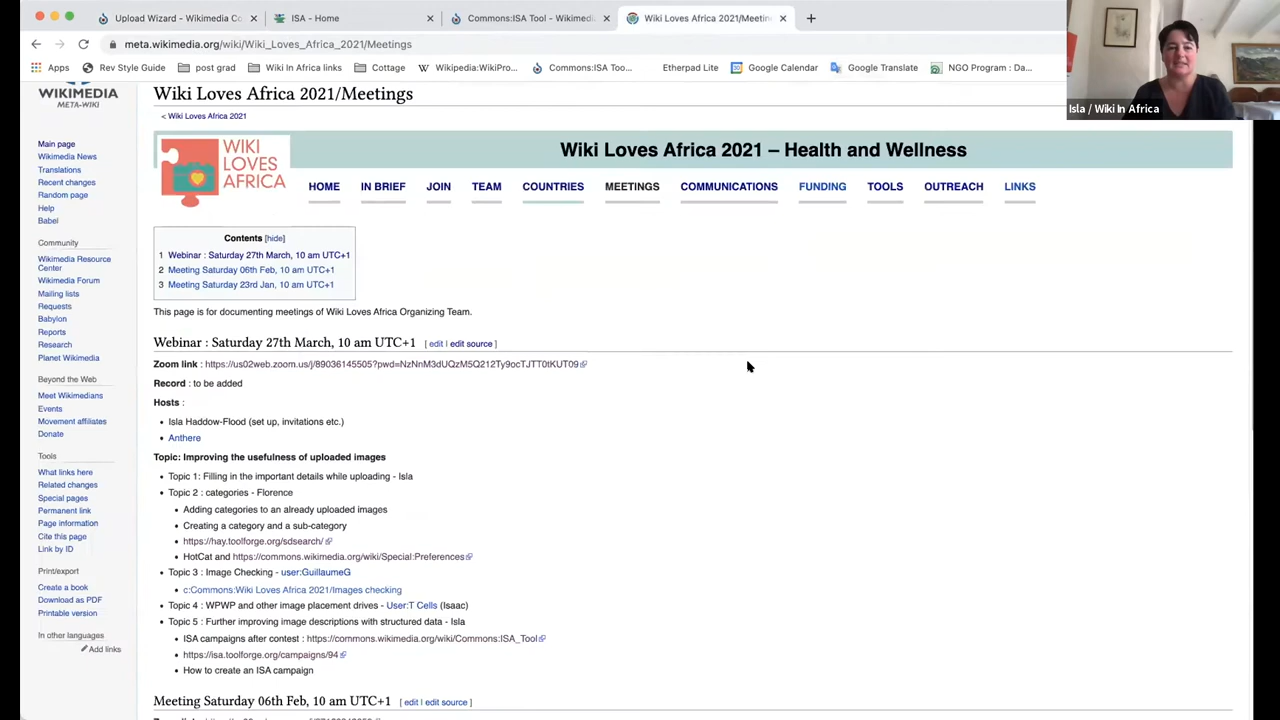 Upload Wizard - Wikimedia Co
ISA - Home
Commons:ISA Tool - Wikimedi
Wiki Loves Africa 2021/Meetin
meta.wikimedia.org/wiki/Wiki_Loves_Africa_2021/Meetings
Apps Rev Style Guide post grad Wiki In Africa links Cottage Wikipedia:WikiPro... Commons:ISA Too... Etherpad Lite Google Calendar Google Translate NGO Program : Da...
Isla / Wiki In Africa
WIKIMEDIA
META-WIKI
Main page
Wikimedia News
Translations
Recent changes
Random page
Help
Babel
Community
Wikimedia Resource
Center
Wikimedia Forum
Mailing lists
Requests
Babylon
Reports
Research
Planet Wikimedia
Beyond the Web
Meet Wikimedians
Events
Movement affiliates
Donate
Tools
What links here
Related changes
Special pages
Permanent link
Page information
Cite this page
Link by ID
Print/export
Create a book
Download as PDF
Printable version
In other languages
Add links
Wiki Loves Africa 2021/Meetings
< Wiki Loves Africa 2021
WIKI
LOVES
AFRICA
Wiki Loves Africa 2021 – Health and Wellness
HOME IN BRIEF JOIN TEAM COUNTRIES MEETINGS COMMUNICATIONS FUNDING TOOLS OUTREACH LINKS
Contents [hide]
1 Webinar : Saturday 27th March, 10 am UTC+1
2 Meeting Saturday 06th Feb, 10 am UTC+1
3 Meeting Saturday 23rd Jan, 10 am UTC+1
This page is for documenting meetings of Wiki Loves Africa Organizing Team.
Webinar : Saturday 27th March, 10 am UTC+1 [ edit | edit source ]
Zoom link : https://us02web.zoom.us/j/89036145505?pwd=NzNnM3dUQzM5Q212Ty9ocTJTT0tKUT09
Record : to be added
Hosts :
• Isla Haddow-Flood (set up, invitations etc.)
• Anthere
Topic: Improving the usefulness of uploaded images
• Topic 1: Filling in the important details while uploading - Isla
• Topic 2 : categories - Florence
• Adding categories to an already uploaded images
• Creating a category and a sub-category
• https://hay.toolforge.org/sdsearch/
• HotCat and https://commons.wikimedia.org/wiki/Special:Preferences
• Topic 3 : Image Checking - user:GuillaumeG
• c:Commons:Wiki Loves Africa 2021/Images checking
• Topic 4 : WPWP and other image placement drives - User:T Cells (Isaac)
• Topic 5 : Further improving image descriptions with structured data - Isla
• ISA campaigns after contest : https://commons.wikimedia.org/wiki/Commons:ISA_Tool
• https://isa.toolforge.org/campaigns/94
• How to create an ISA campaign
Meeting Saturday 06th Feb, 10 am UTC+1 [ edit | edit source ]